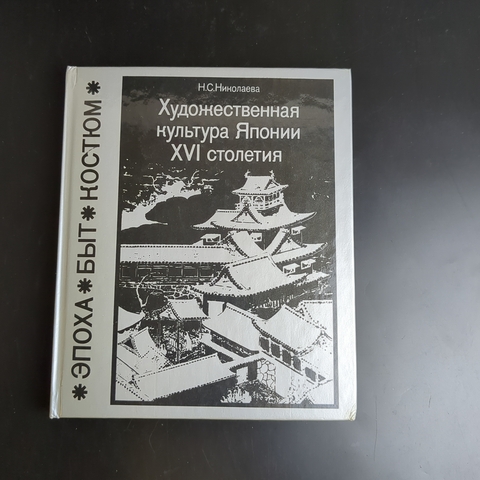 Н.С.Николаева
Художественная
культура Японии
XVI столетия
* ЭПОХА * БЫТ * КОСТЮМ *